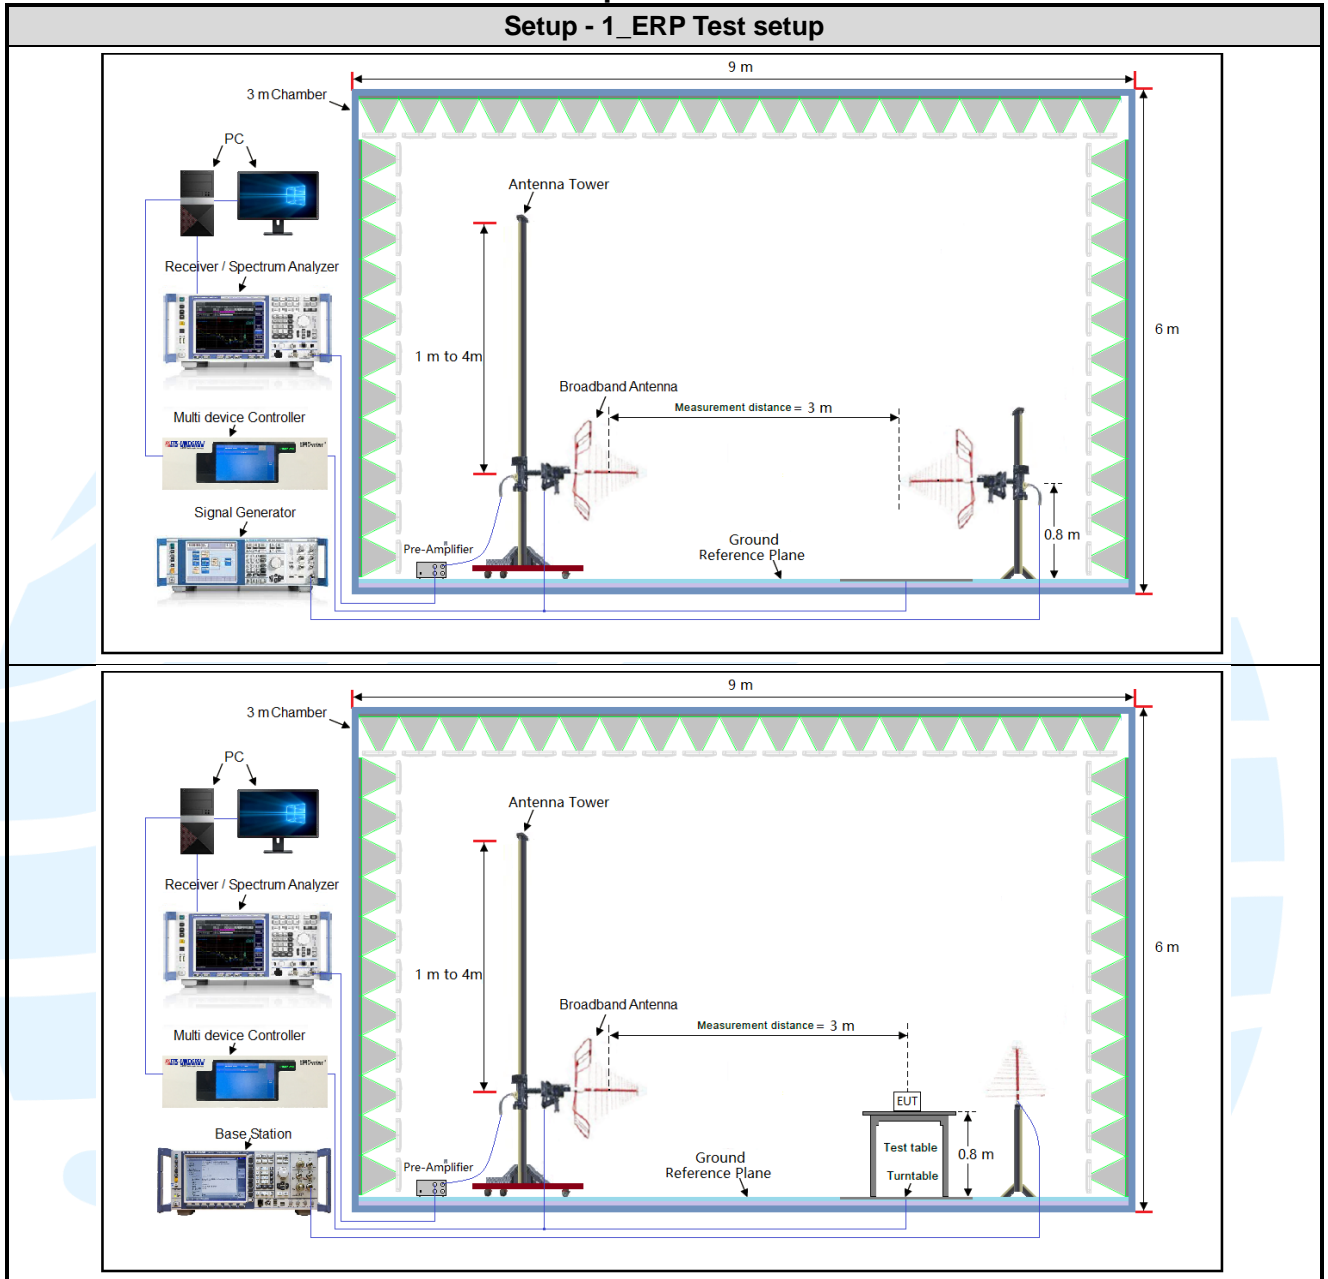 Setup - 1_ERP Test setup
9 m
3 m Chamber
PC
Antenna Tower
Receiver / Spectrum Analyzer
6 m
1 m to 4m
Broadband Antenna
Measurement distance = 3 m
Multi device Controller
Signal Generator
0.8 m
Pre-Amplifier
Ground
Reference Plane
9 m
3 m Chamber
PC
Antenna Tower
Receiver / Spectrum Analyzer
6 m
1 m to 4m
Broadband Antenna
Measurement distance = 3 m
Multi device Controller
EUT
Base Station
Test table
0.8 m
Pre-Amplifier
Ground
Reference Plane
Turntable